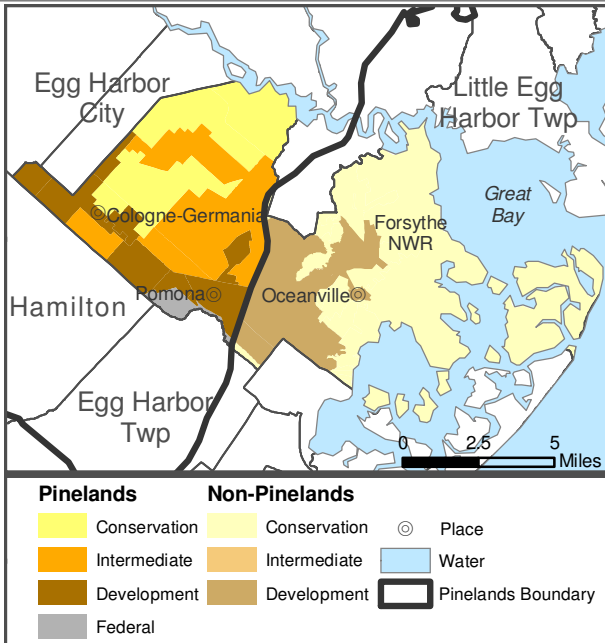 Egg Harbor
City
Little Egg
Harbor Twp
Great
Bay
Cologne-Germania
Forsythe
NWR
Pomona
Oceanville
Hamilton
Egg Harbor
Twp
0 2.5 5
Miles
Pinelands Non-Pinelands
Conservation Conservation Place
Intermediate Intermediate Water
Development Development Pinelands Boundary
Federal